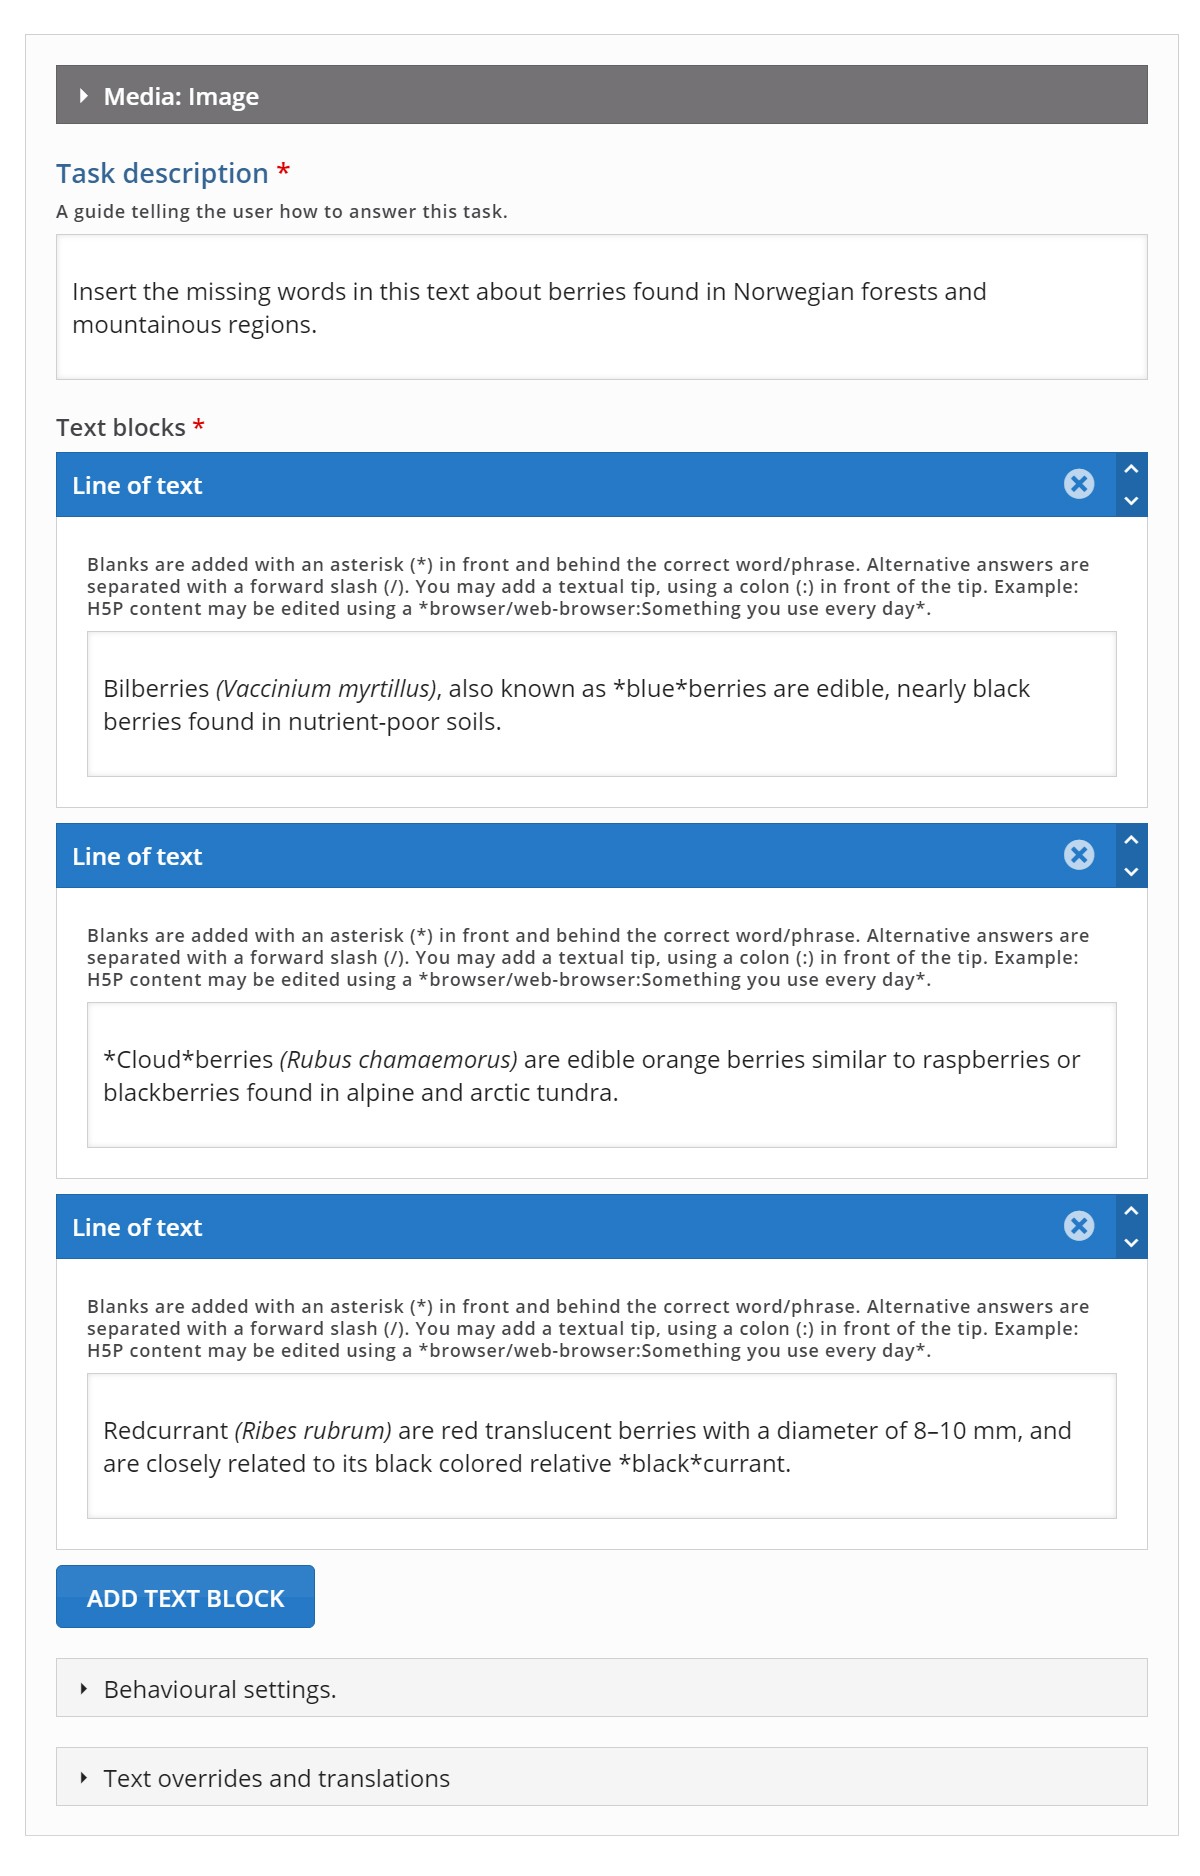 Media: Image
Task description *
A guide telling the user how to answer this task.
Insert the missing words in this text about berries found in Norwegian forests and
mountainous regions.
Text blocks *
Line of text
Blanks are added with an asterisk (*) in front and behind the correct word/phrase. Alternative answers are
separated with a forward slash (/). You may add a textual tip, using a colon (:) in front of the tip. Example:
H5P content may be edited using a *browser/web-browser:Something you use every day*.
Bilberries (Vaccinium myrtillus), also known as *blue*berries are edible, nearly black
berries found in nutrient-poor soils.
Line of text
Blanks are added with an asterisk (*) in front and behind the correct word/phrase. Alternative answers are
separated with a forward slash (/). You may add a textual tip, using a colon (:) in front of the tip. Example:
H5P content may be edited using a *browser/web-browser:Something you use every day*.
*Cloud*berries (Rubus chamaemorus) are edible orange berries similar to raspberries or
blackberries found in alpine and arctic tundra.
Line of text
Blanks are added with an asterisk (*) in front and behind the correct word/phrase. Alternative answers are
separated with a forward slash (/). You may add a textual tip, using a colon (:) in front of the tip. Example:
H5P content may be edited using a *browser/web-browser:Something you use every day*.
Redcurrant (Ribes rubrum) are red translucent berries with a diameter of 8–10 mm, and
are closely related to its black colored relative *black*currant.
ADD TEXT BLOCK
Behavioural settings.
Text overrides and translations